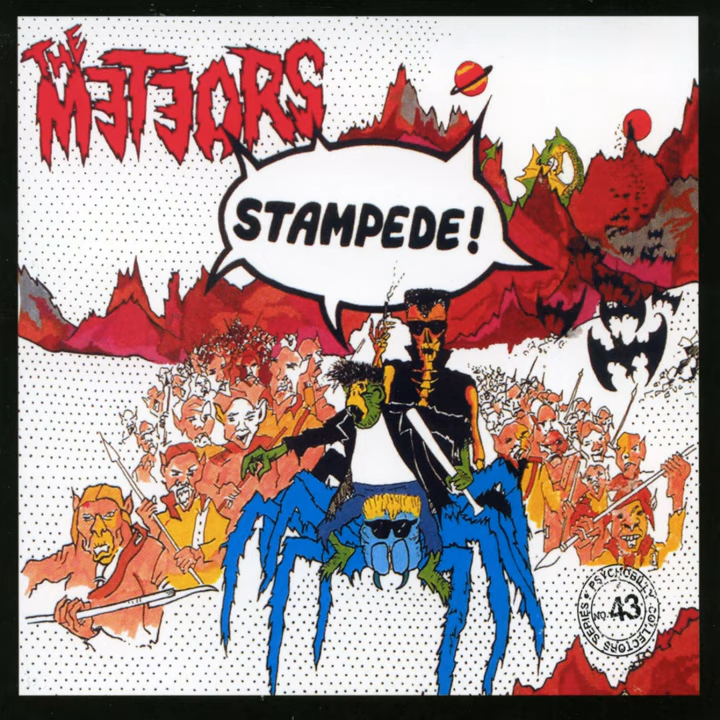 THE
METEORS
STAMPEDE!
PSYCHOBILLY COLLECTORS SERIES
NO. 43